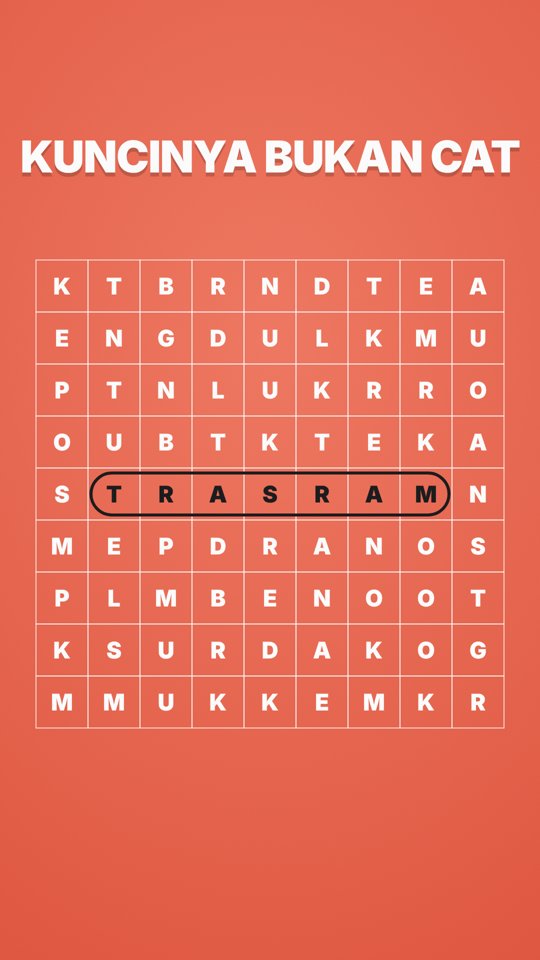 KUNCINYA BUKAN CAT
K T B R N D T E A
E N G D U L K M U
P T N L U K R R O
O U B T K T E K A
S T R A S R A M N
M E P D R A N O S
P L M B E N O O T
K S U R D A K O G
M M U K K E M K R